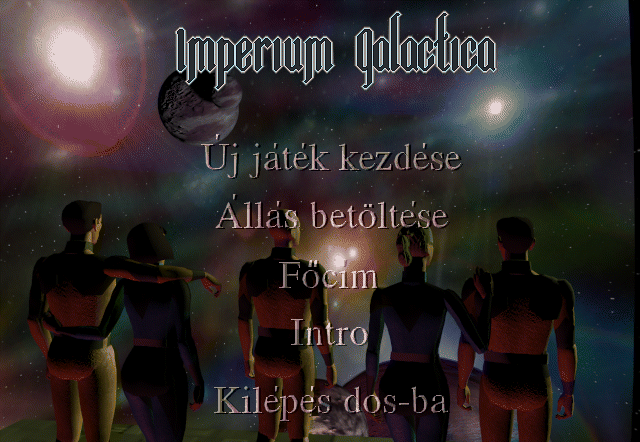 Imperium Galactica
Új játék kezdése
Állás betöltése
Főcím
Intro
Kilépés dos-ba